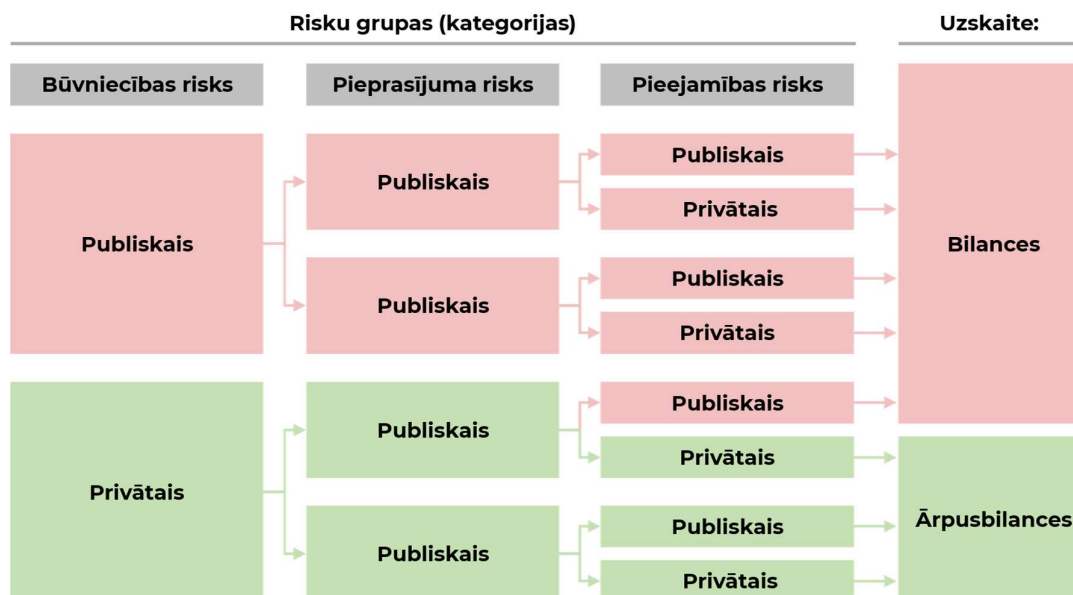 Risku grupas (kategorijas)
Uzskaite:
Būvniecības risks
Pieprasījuma risks
Pieejamības risks
Publiskais
Publiskais
Publiskais
Privātais
Publiskais
Publiskais
Privātais
Bilances
Privātais
Publiskais
Publiskais
Privātais
Publiskais
Publiskais
Privātais
Ārpusbilances